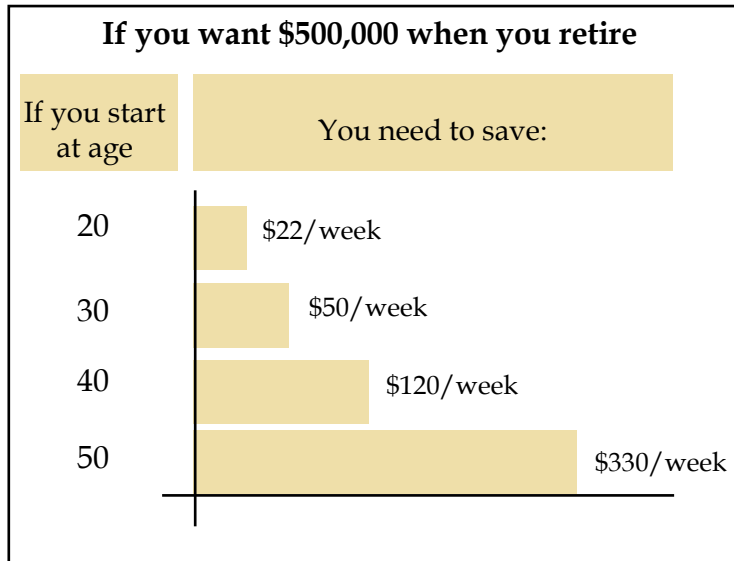 If you want $500,000 when you retire
If you start
at age
You need to save:
20
$22/week
30
$50/week
40
$120/week
50
$330/week